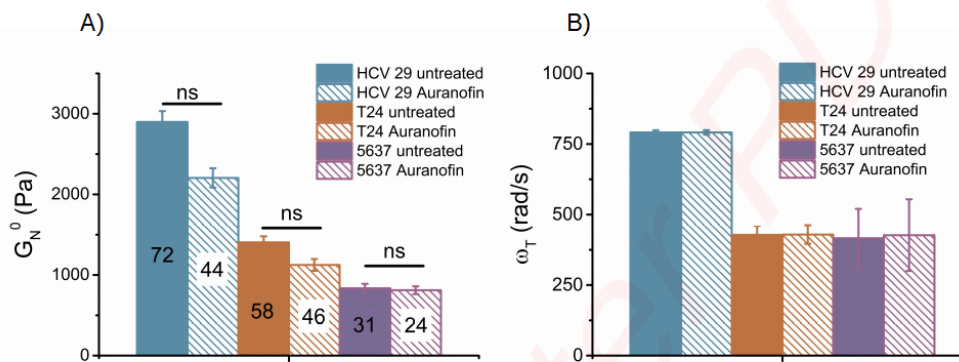 A)
G_N^0 (Pa)
3000
2000
1000
0
ns
ns
ns
72
44
58
46
31
24
HCV 29 untreated
HCV 29 Auranofin
T24 untreated
T24 Auranofin
5637 untreated
5637 Auranofin
B)
ω_T (rad/s)
1000
750
500
250
0
HCV 29 untreated
HCV 29 Auranofin
T24 untreated
T24 Auranofin
5637 untreated
5637 Auranofin